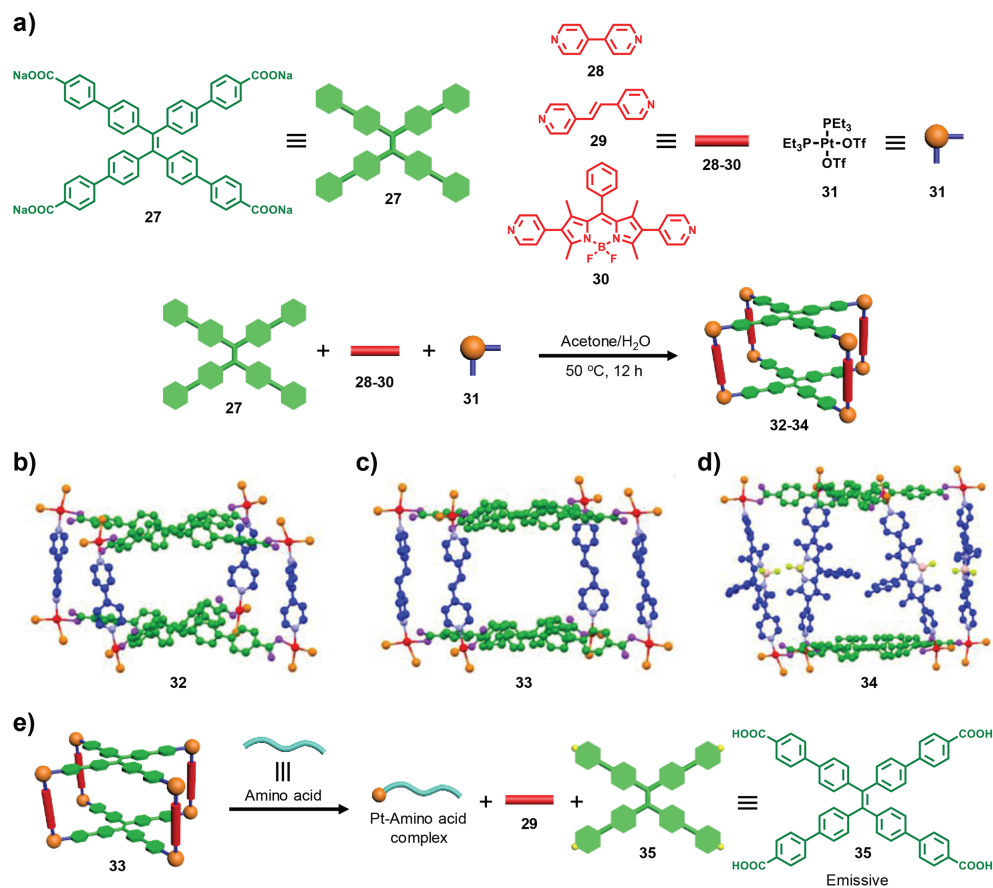 a)
NaOOC
COONa
NaOOC
COONa
27
≡
27
N
N
28
N
N
29
N
N
N
N
B
F
F
30
≡
28-30
PEt3
Et3P-Pt-OTf
OTf
31
≡
31
27
+
28-30
+
31
Acetone/H2O
50 ºC, 12 h
32-34
b)
32
c)
33
d)
34
e)
33
≡
Amino acid
Pt-Amino acid
complex
+
29
+
35
≡
HOOC
COOH
HOOC
COOH
35
Emissive